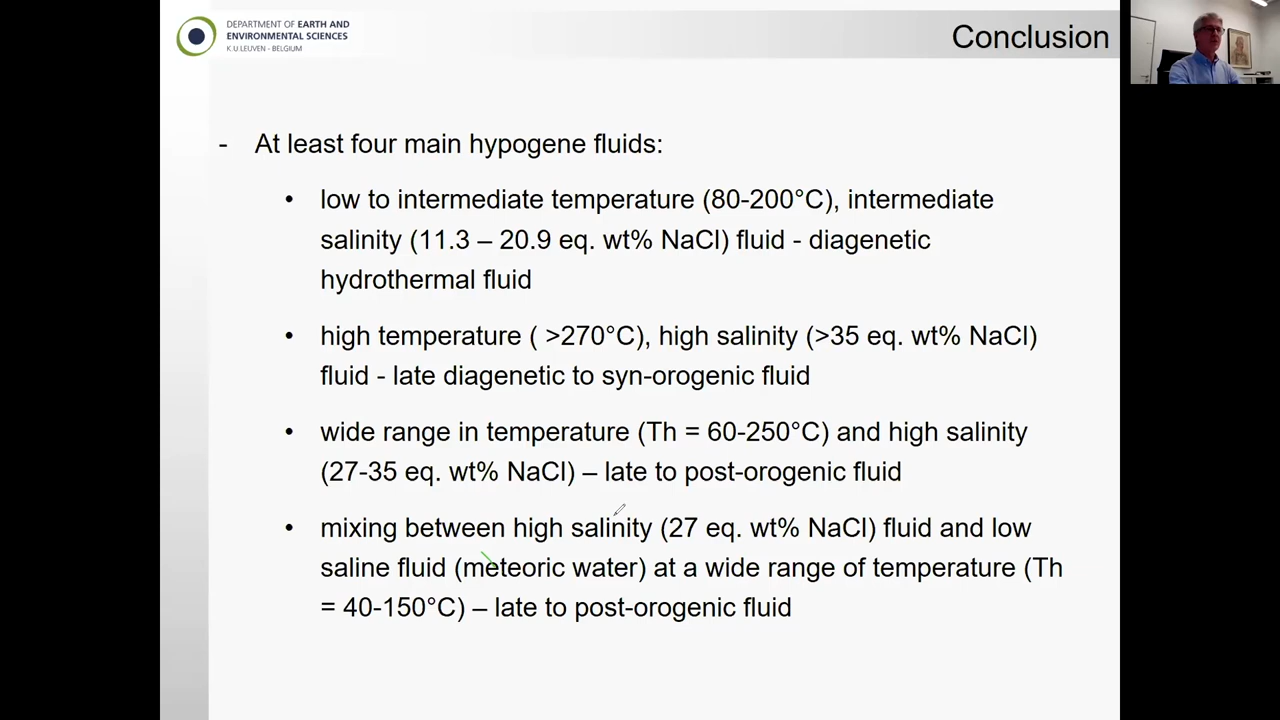 DEPARTMENT OF EARTH AND
ENVIRONMENTAL SCIENCES
K.U.LEUVEN - BELGIUM
Conclusion
- At least four main hypogene fluids:
• low to intermediate temperature (80-200°C), intermediate
salinity (11.3 – 20.9 eq. wt% NaCl) fluid - diagenetic
hydrothermal fluid
• high temperature ( >270°C), high salinity (>35 eq. wt% NaCl)
fluid - late diagenetic to syn-orogenic fluid
• wide range in temperature (Th = 60-250°C) and high salinity
(27-35 eq. wt% NaCl) – late to post-orogenic fluid
• mixing between high salinity (27 eq. wt% NaCl) fluid and low
saline fluid (meteoric water) at a wide range of temperature (Th
= 40-150°C) – late to post-orogenic fluid